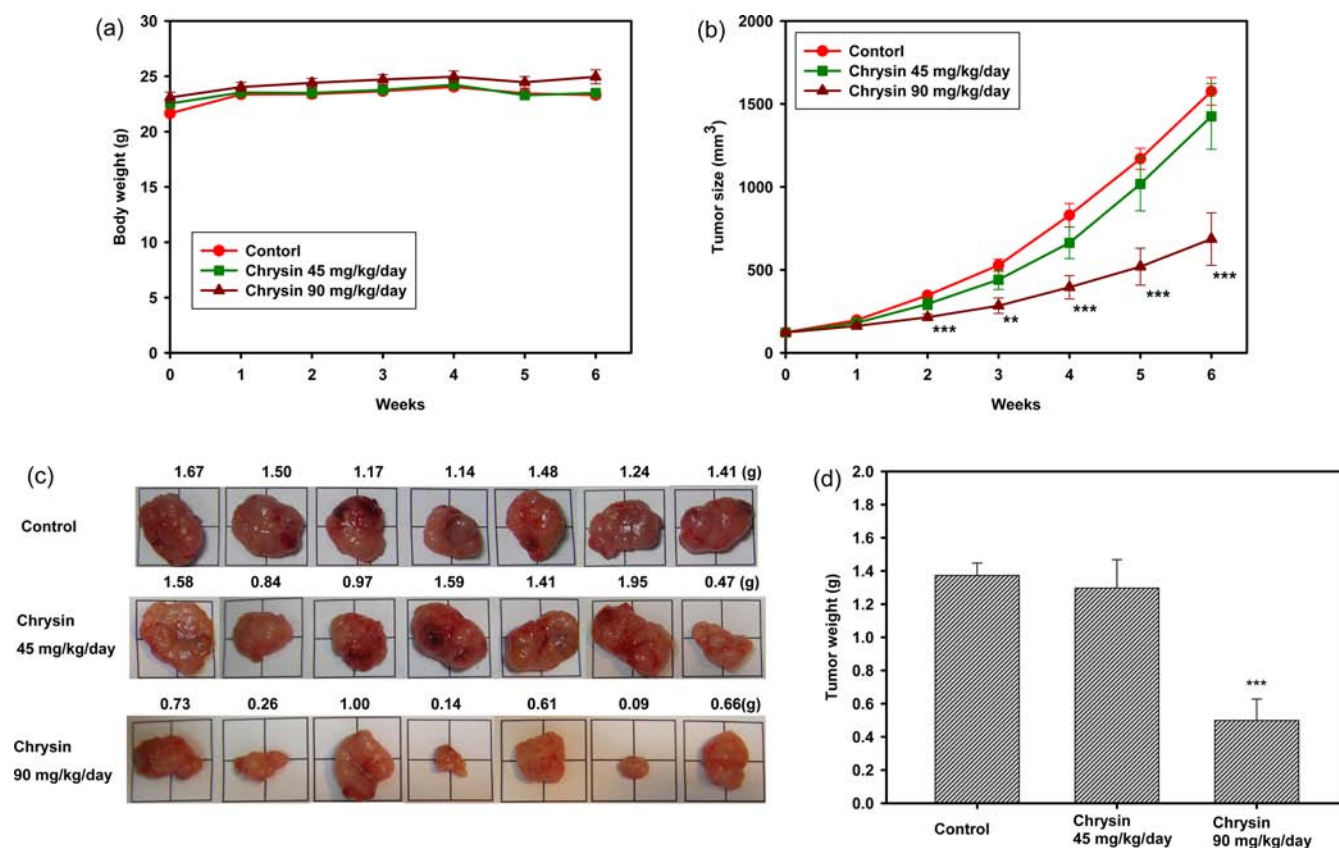 (a)
30
25
20
15
10
5
0
Body weight (g)
Contorl
Chrysin 45 mg/kg/day
Chrysin 90 mg/kg/day
0 1 2 3 4 5 6
Weeks
(b)
2000
1500
1000
500
0
Tumor size (mm³)
Contorl
Chrysin 45 mg/kg/day
Chrysin 90 mg/kg/day
*** ** *** *** ***
0 1 2 3 4 5 6
Weeks
(c)
1.67 1.50 1.17 1.14 1.48 1.24 1.41 (g)
Control
1.58 0.84 0.97 1.59 1.41 1.95 0.47 (g)
Chrysin
45 mg/kg/day
0.73 0.26 1.00 0.14 0.61 0.09 0.66(g)
Chrysin
90 mg/kg/day
(d)
2.0
1.8
1.6
1.4
1.2
1.0
0.8
0.6
0.4
0.2
0.0
Tumor weight (g)
***
Control
Chrysin
45 mg/kg/day
Chrysin
90 mg/kg/day